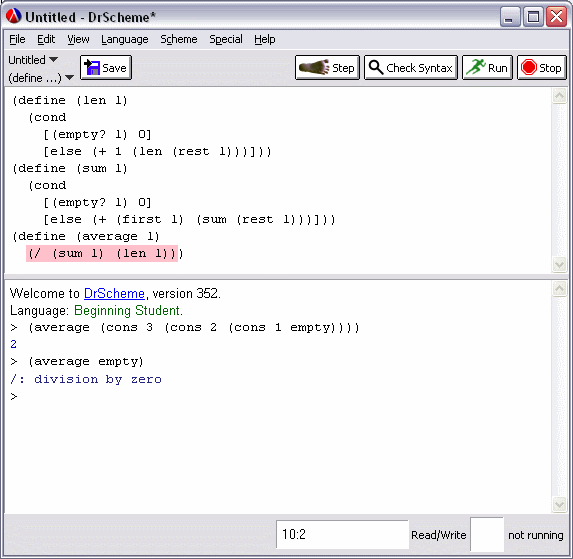 Untitled - DrScheme*
File Edit View Language Scheme Special Help
Untitled
(define ...) Save Step Check Syntax Run Stop
(define (len l)
  (cond
    [(empty? l) 0]
    [else (+ 1 (len (rest l)))]))
(define (sum l)
  (cond
    [(empty? l) 0]
    [else (+ (first l) (sum (rest l)))]))
(define (average l)
  (/ (sum l) (len l)))
Welcome to DrScheme, version 352.
Language: Beginning Student.
> (average (cons 3 (cons 2 (cons 1 empty))))
2
> (average empty)
/: division by zero
>
10:2 Read/Write not running